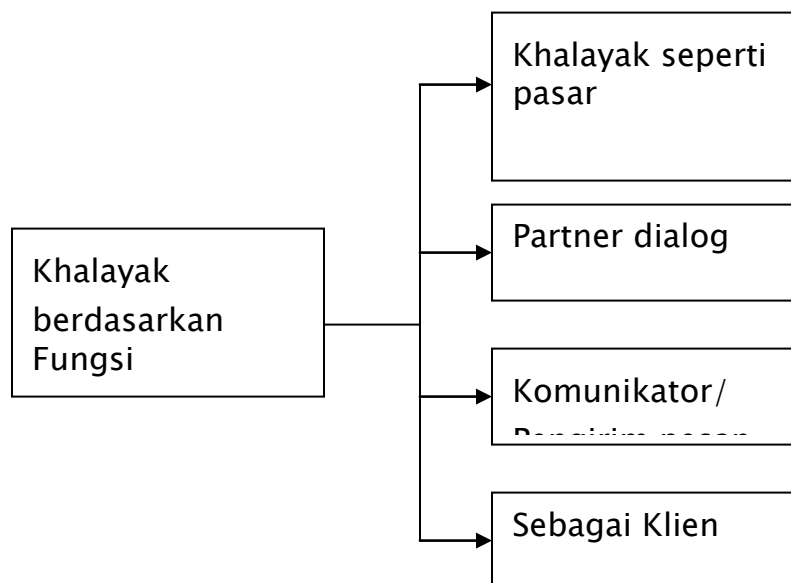 Khalayak seperti
pasar
Partner dialog
Khalayak
berdasarkan
Fungsi
Komunikator/
Sebagai Klien